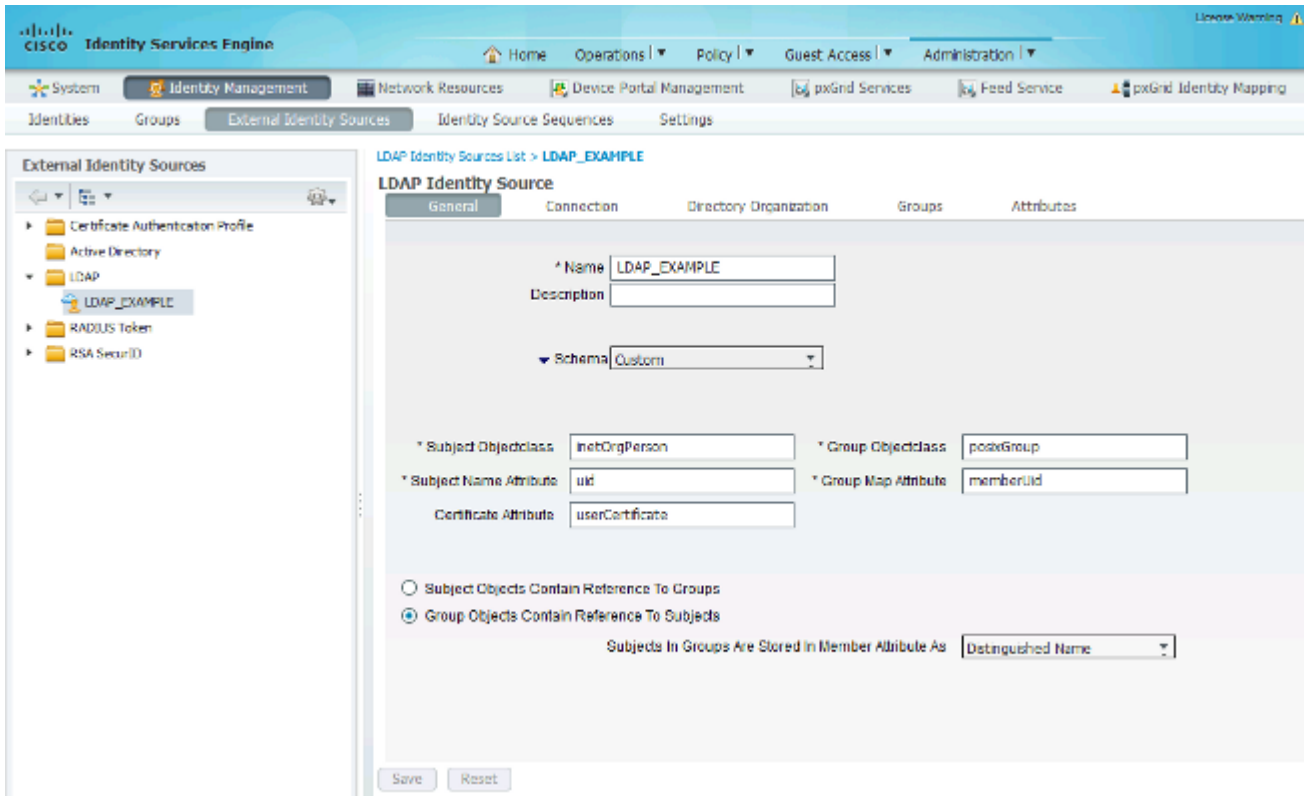 License Warning
CISCO Identity Services Engine
Home Operations Policy Guest Access Administration
System Identity Management Network Resources Device Portal Management pxGrid Services Feed Service pxGrid Identity Mapping
Identities Groups External Identity Sources Identity Source Sequences Settings
External Identity Sources
Certificate Authentication Profile
Active Directory
LDAP
LDAP_EXAMPLE
RADIUS Token
RSA SecurID
LDAP Identity Sources List > LDAP_EXAMPLE
LDAP Identity Source
General Connection Directory Organization Groups Attributes
* Name LDAP_EXAMPLE
Description
Schema Custom
* Subject Objectclass inetOrgPerson * Group Objectclass posixGroup
* Subject Name Attribute uid * Group Map Attribute memberUid
Certificate Attribute userCertificate
Subject Objects Contain Reference To Groups
Group Objects Contain Reference To Subjects
Subjects In Groups Are Stored In Member Attribute As Distinguished Name
Save Reset